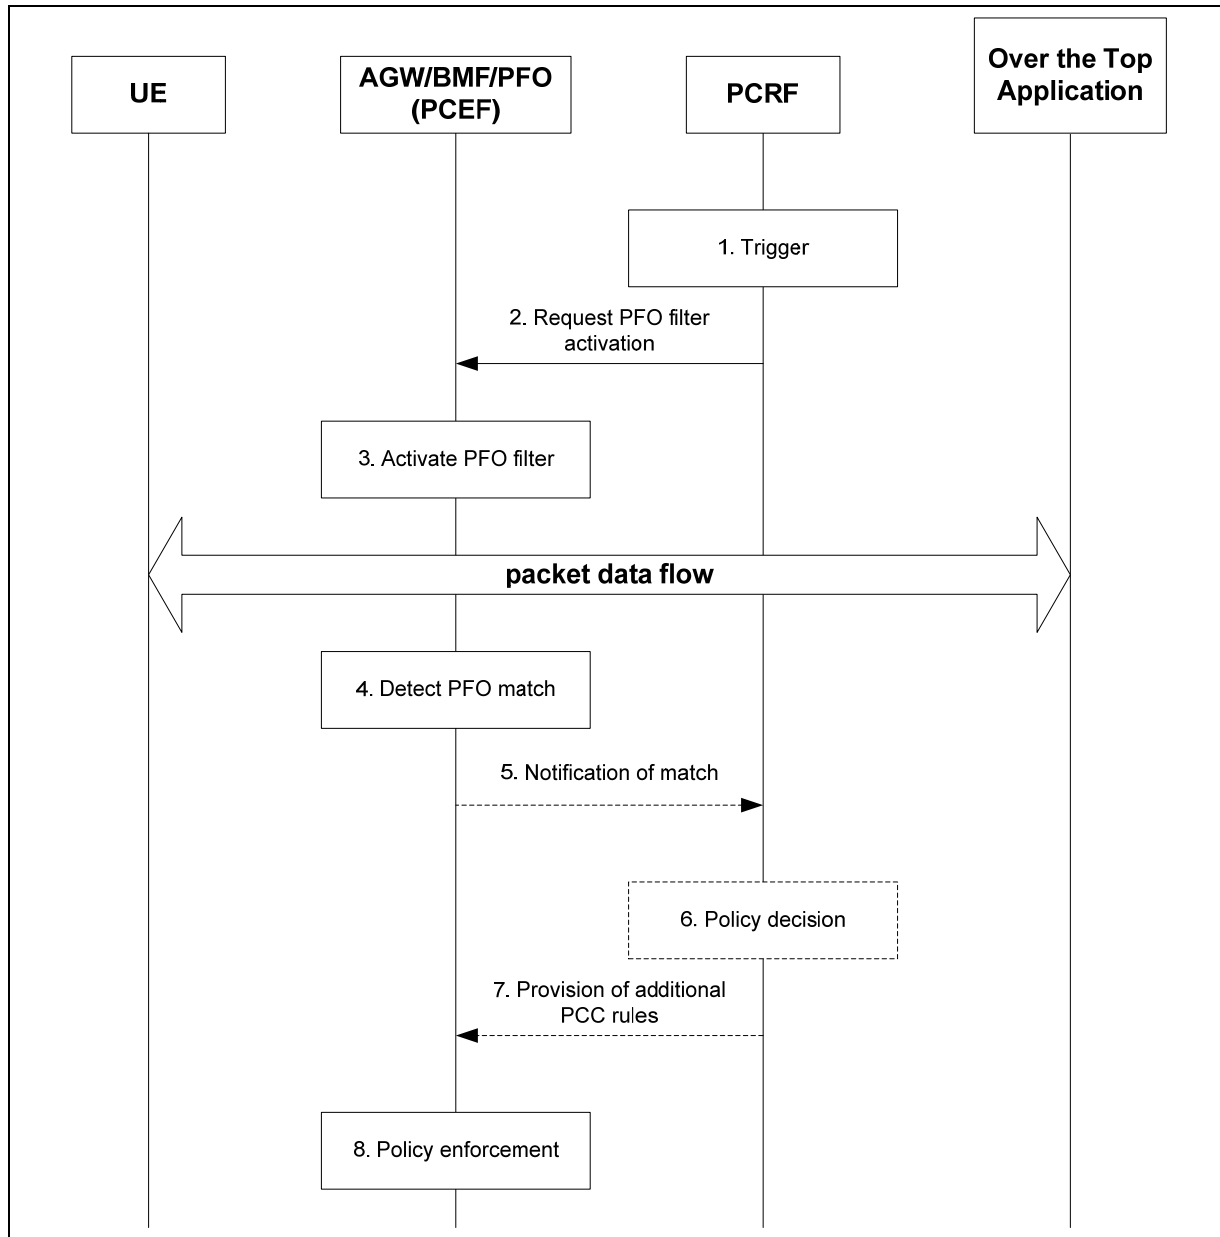 UE
AGW/BMF/PFO
(PCEF)
PCRF
Over the Top
Application
1. Trigger
2. Request PFO filter
activation
3. Activate PFO filter
packet data flow
4. Detect PFO match
5. Notification of match
6. Policy decision
7. Provision of additional
PCC rules
8. Policy enforcement